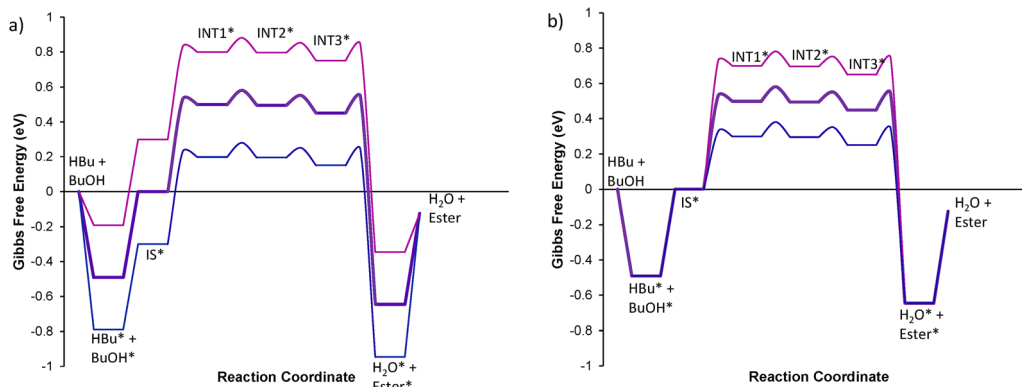 a)
Gibbs Free Energy (eV)
1
0.8
0.6
0.4
0.2
0
-0.2
-0.4
-0.6
-0.8
-1
HBu +
BuOH
HBu* +
BuOH*
IS*
INT1*
INT2*
INT3*
H₂O +
Ester
H₂O* +
Ester*
Reaction Coordinate
b)
Gibbs Free Energy (eV)
1
0.8
0.6
0.4
0.2
0
-0.2
-0.4
-0.6
-0.8
-1
HBu +
BuOH
HBu* +
BuOH*
IS*
INT1*
INT2*
INT3*
H₂O +
Ester
H₂O* +
Ester*
Reaction Coordinate